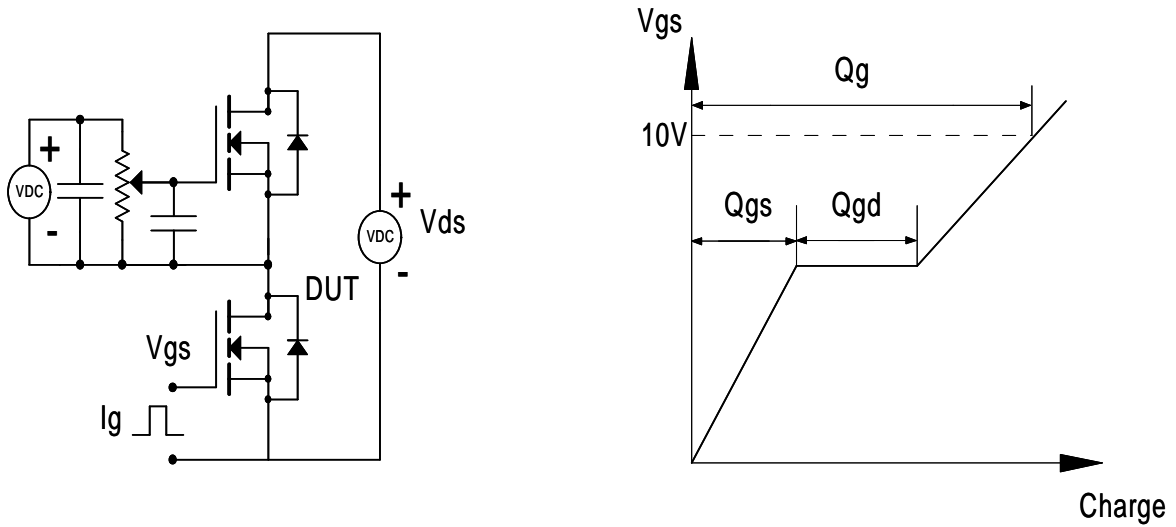 +
VDC
-
+
VDC
-
Vds
DUT
Vgs
Ig
Vgs
Qg
10V
Qgs
Qgd
Charge